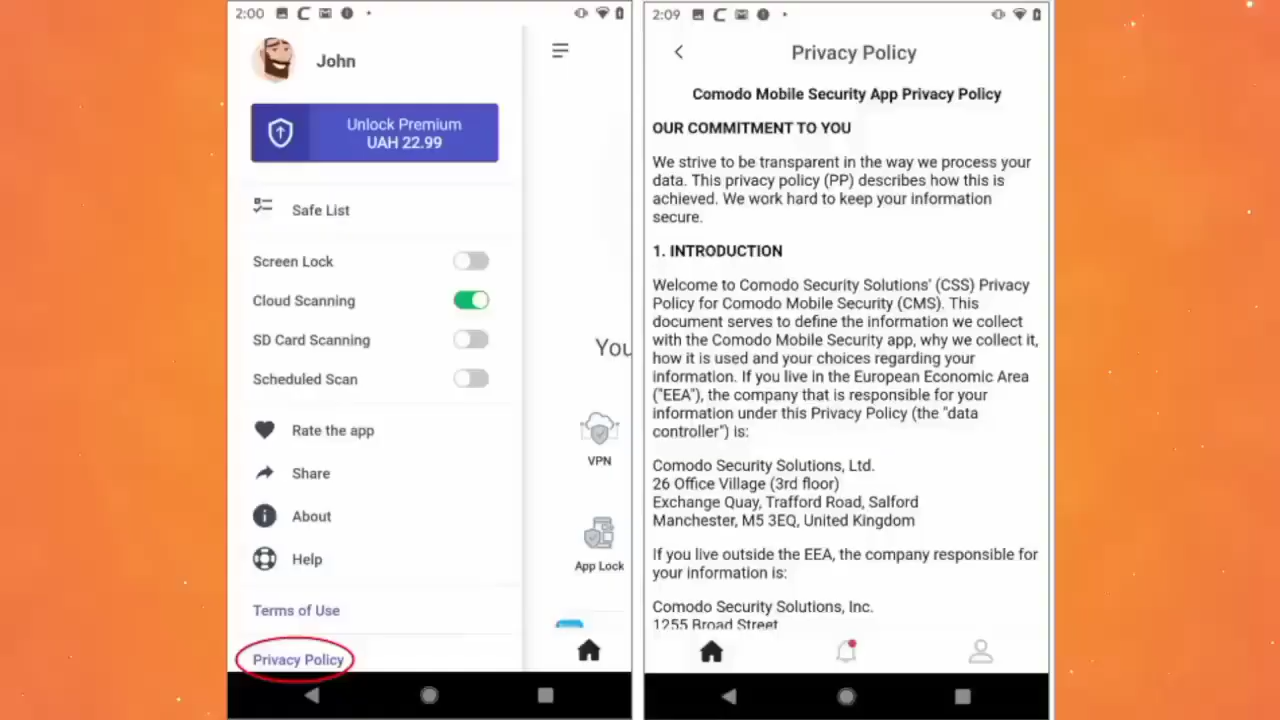 2:00
John
Unlock Premium
UAH 22.99
Safe List
Screen Lock
Cloud Scanning
SD Card Scanning
Scheduled Scan
Rate the app
Share
About
Help
Terms of Use
Privacy Policy
You
VPN
App Lock
2:09
Privacy Policy
Comodo Mobile Security App Privacy Policy
OUR COMMITMENT TO YOU
We strive to be transparent in the way we process your
data. This privacy policy (PP) describes how this is
achieved. We work hard to keep your information
secure.
1. INTRODUCTION
Welcome to Comodo Security Solutions' (CSS) Privacy
Policy for Comodo Mobile Security (CMS). This
document serves to define the information we collect
with the Comodo Mobile Security app, why we collect it,
how it is used and your choices regarding your
information. If you live in the European Economic Area
("EEA"), the company that is responsible for your
information under this Privacy Policy (the "data
controller") is:
Comodo Security Solutions, Ltd.
26 Office Village (3rd floor)
Exchange Quay, Trafford Road, Salford
Manchester, M5 3EQ, United Kingdom
If you live outside the EEA, the company responsible for
your information is:
Comodo Security Solutions, Inc.
1255 Broad Street